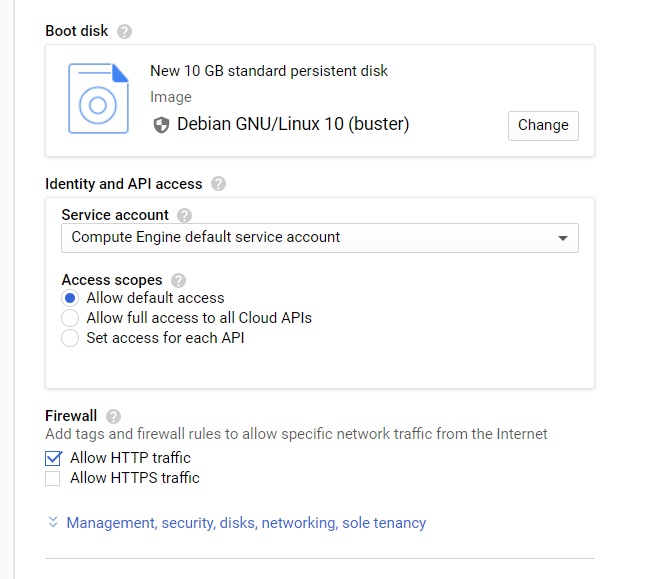 Boot disk
New 10 GB standard persistent disk
Image
Debian GNU/Linux 10 (buster)
Change
Identity and API access
Service account
Compute Engine default service account
Access scopes
Allow default access
Allow full access to all Cloud APIs
Set access for each API
Firewall
Add tags and firewall rules to allow specific network traffic from the Internet
Allow HTTP traffic
Allow HTTPS traffic
Management, security, disks, networking, sole tenancy